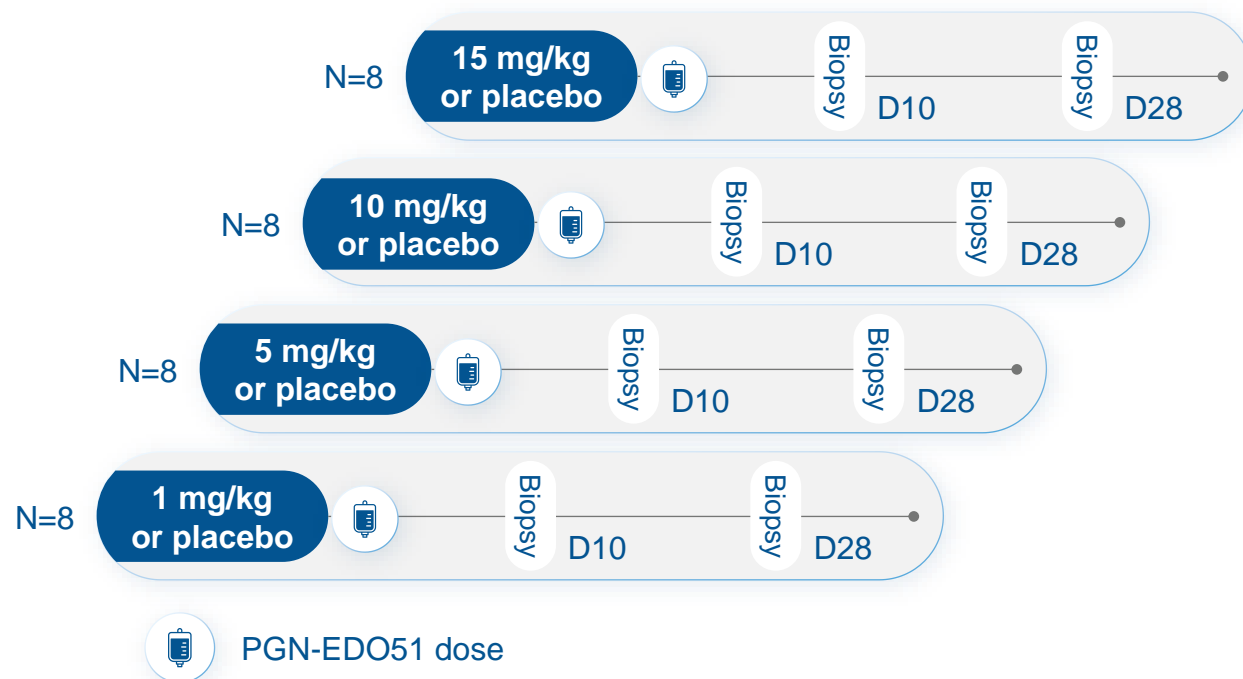 N=8
15 mg/kg
or placebo
Biopsy
D10
Biopsy
D28
N=8
10 mg/kg
or placebo
Biopsy
D10
Biopsy
D28
N=8
5 mg/kg
or placebo
Biopsy
D10
Biopsy
D28
N=8
1 mg/kg
or placebo
Biopsy
D10
Biopsy
D28
PGN-EDO51 dose